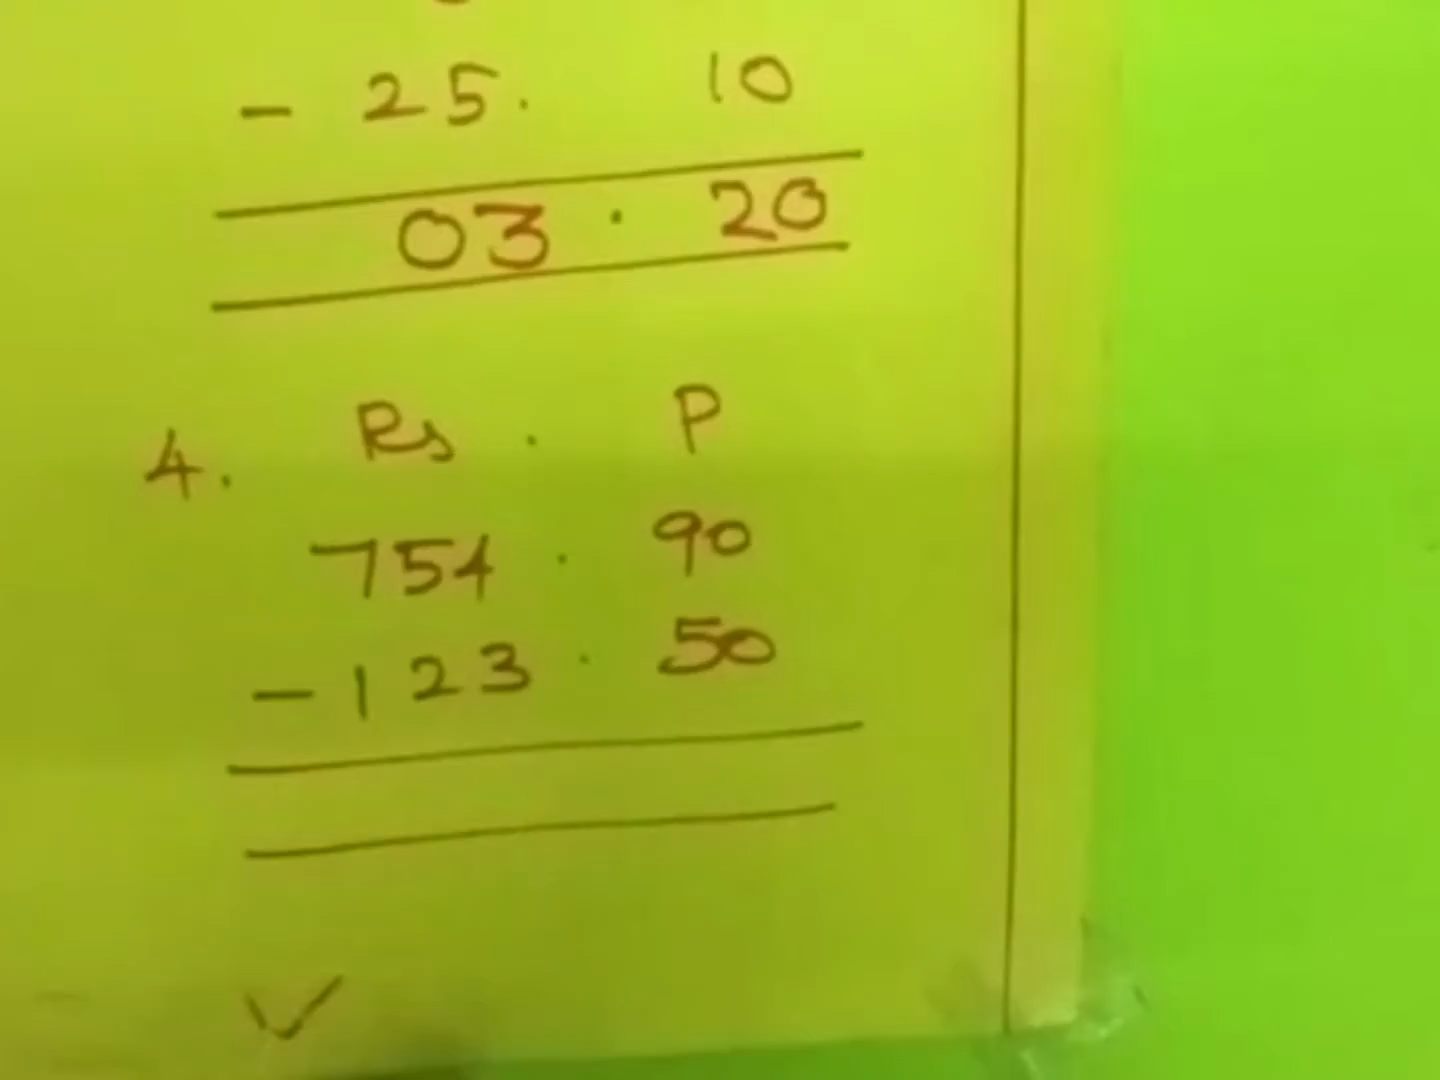 - 25. 10
03 . 20
4. Rs . P
754 . 90
- 123 . 50